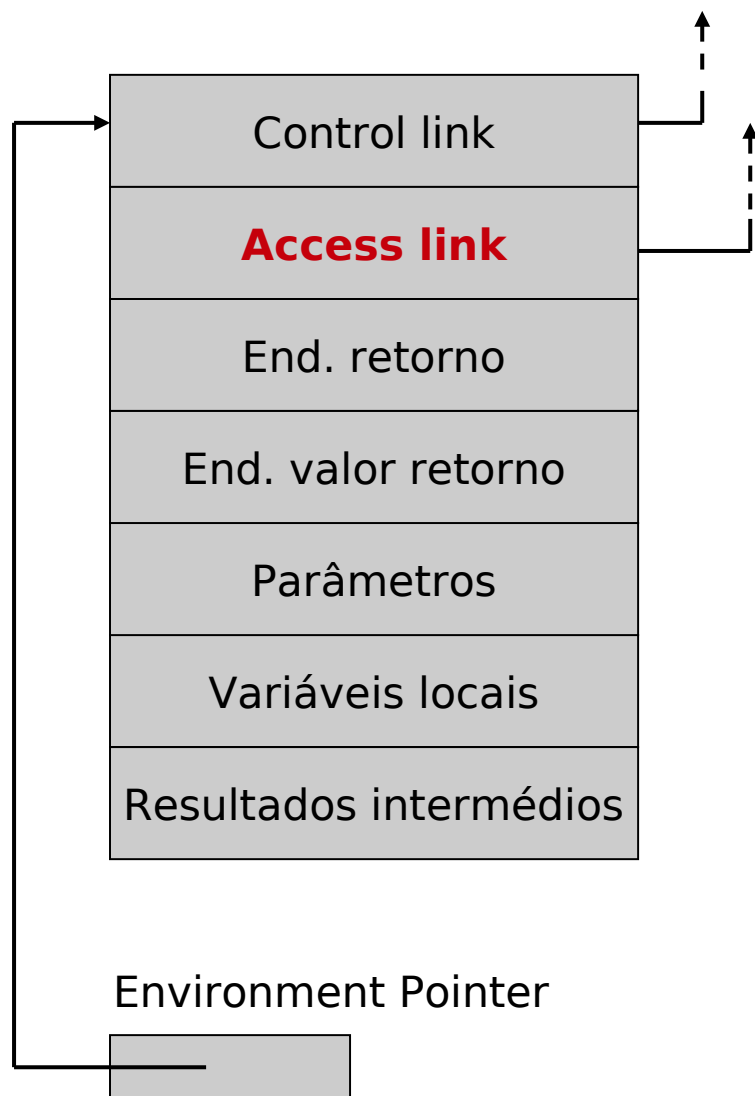 Control link
Access link
End. retorno
End. valor retorno
Parâmetros
Variáveis locais
Resultados intermédios
Environment Pointer